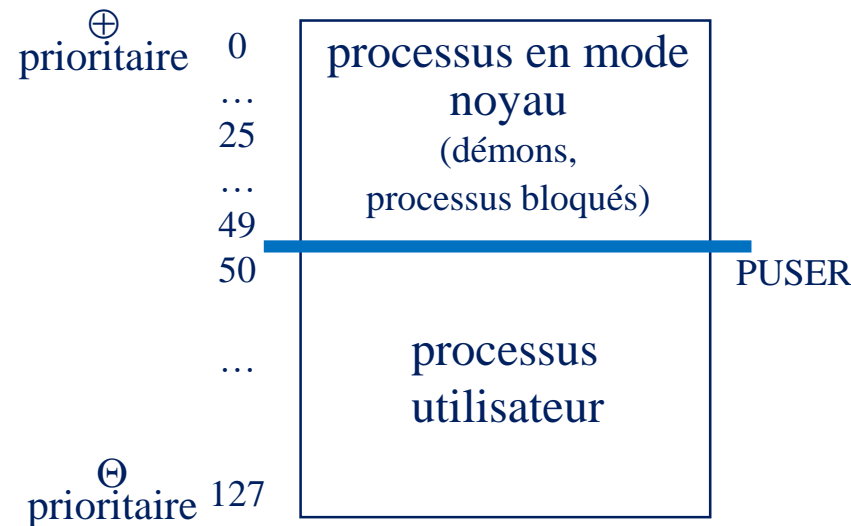 ⊕
prioritaire
0
…
25
…
49
50
…
127
Θ
prioritaire
processus en mode
noyau
(démons,
processus bloqués)
PUSER
processus
utilisateur